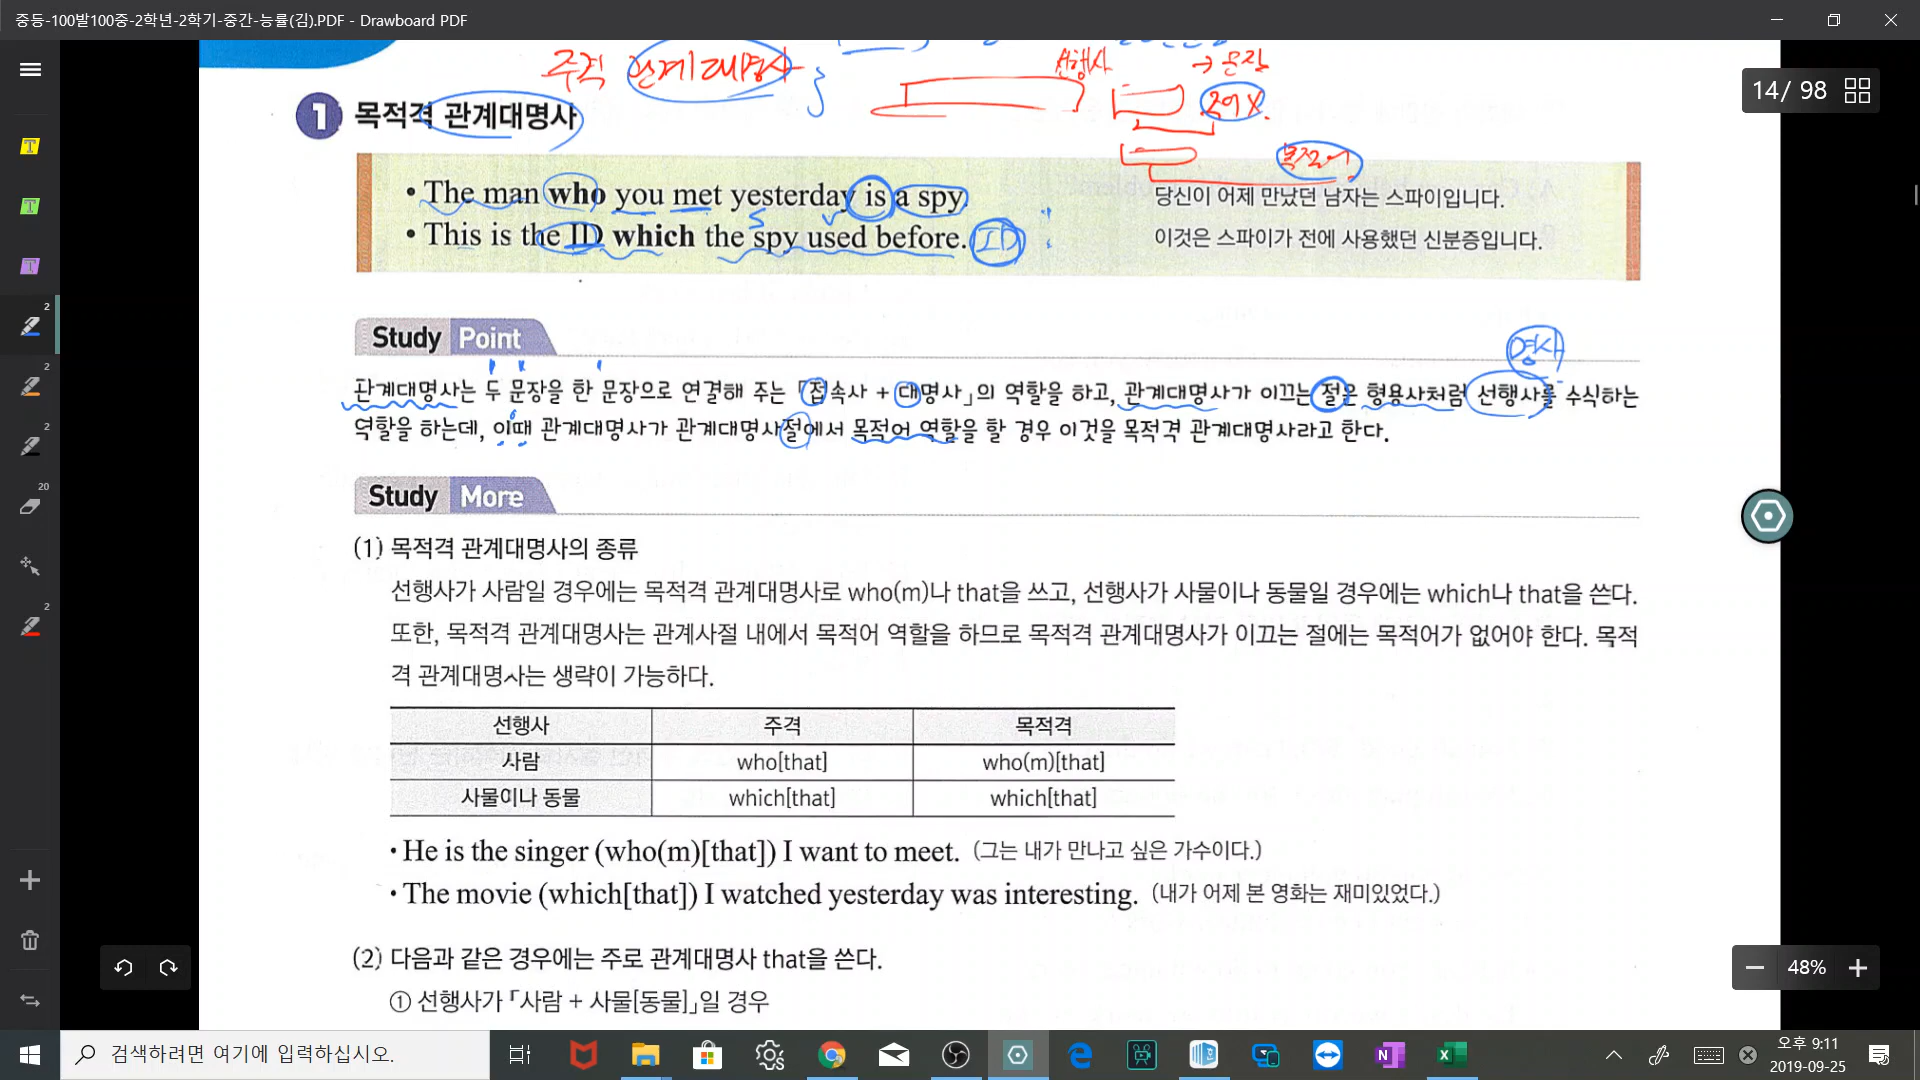 중등-100발100중-2학년-2학기-중간-능률(김).PDF - Drawboard PDF
14/ 98
주격 관계대명사
선행사
→ 문장
주어X.
목적어
1 목적격 관계대명사
• The man who you met yesterday is a spy.
당신이 어제 만났던 남자는 스파이입니다.
S
• This is the ID which the spy used before.
ID
이것은 스파이가 전에 사용했던 신분증입니다.
Study Point
명사
관계대명사는 두 문장을 한 문장으로 연결해 주는 「접속사 + 대명사」의 역할을 하고, 관계대명사가 이끄는 절은 형용사처럼 선행사를 수식하는
역할을 하는데, 이때 관계대명사가 관계대명사절에서 목적어 역할을 할 경우 이것을 목적격 관계대명사라고 한다.
Study More
(1) 목적격 관계대명사의 종류
선행사가 사람일 경우에는 목적격 관계대명사로 who(m)나 that을 쓰고, 선행사가 사물이나 동물일 경우에는 which나 that을 쓴다.
또한, 목적격 관계대명사는 관계사절 내에서 목적어 역할을 하므로 목적격 관계대명사가 이끄는 절에는 목적어가 없어야 한다. 목적
격 관계대명사는 생략이 가능하다.
선행사 주격 목적격
사람 who[that] who(m)[that]
사물이나 동물 which[that] which[that]
• He is the singer (who(m)[that]) I want to meet. (그는 내가 만나고 싶은 가수이다.)
• The movie (which[that]) I watched yesterday was interesting. (내가 어제 본 영화는 재미있었다.)
(2) 다음과 같은 경우에는 주로 관계대명사 that을 쓴다.
① 선행사가 「사람 + 사물[동물]」일 경우
2
2
2
20
2
48%
검색하려면 여기에 입력하십시오.
오후 9:11
2019-09-25